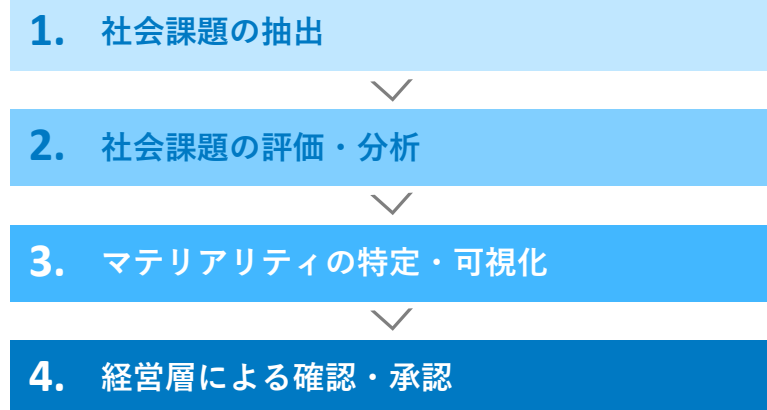 1. 社会課題の抽出
2. 社会課題の評価・分析
3. マテリアリティの特定・可視化
4. 経営層による確認・承認